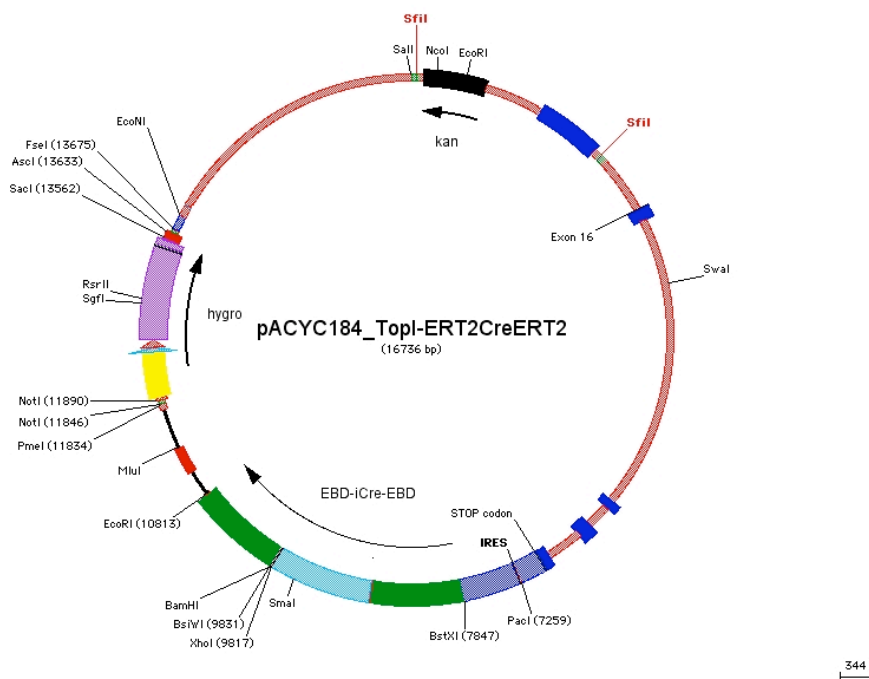 SfiI
SalI
NcoI
EcoRI
kan
SfiI
EcoNI
FseI (13675)
AscI (13633)
SacI (13562)
Exon 16
SwaI
RsrII
SgfI
hygro
pACYC184_TopI-ERT2CreERT2
(16736 bp)
NotI (11890)
NotI (11846)
PmeI (11834)
MluI
EBD-iCre-EBD
EcoRI (10813)
STOP codon
IRES
BamHI
SmaI
BsiWI (9831)
PacI (7259)
XhoI (9817)
BstXI (7847)
344